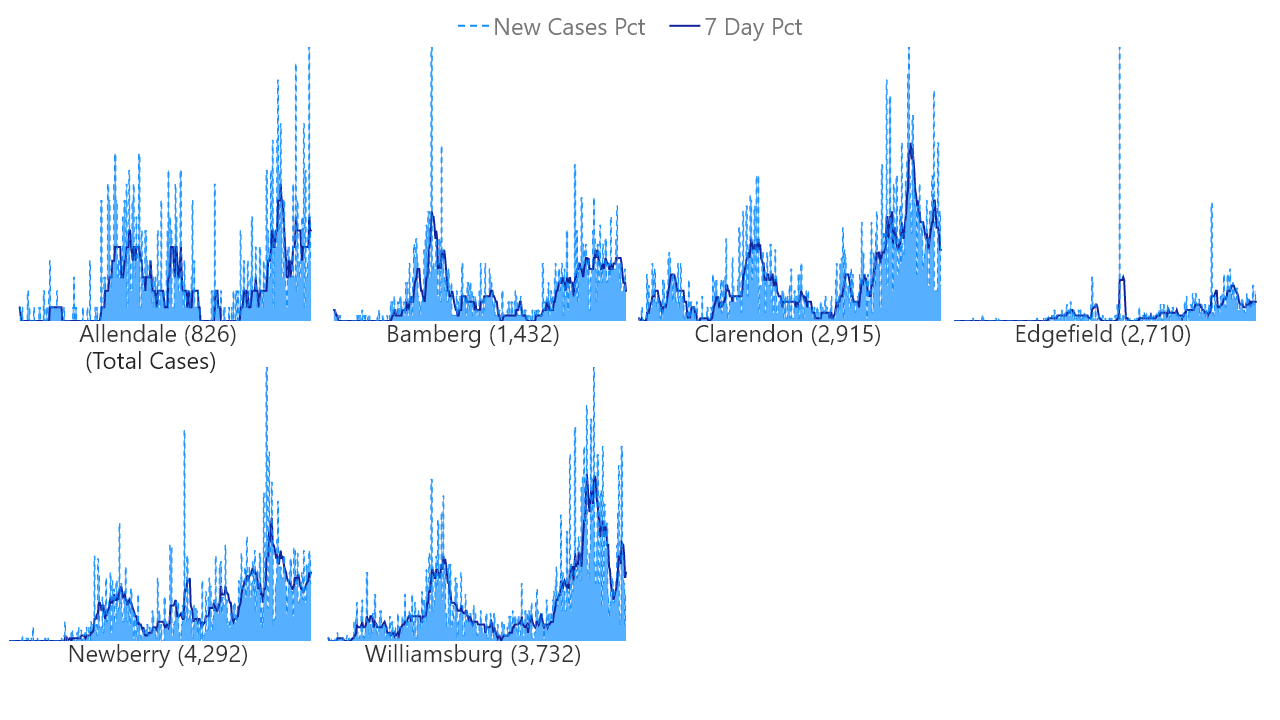 New Cases Pct 7 Day Pct
Allendale (826)
(Total Cases)
Bamberg (1,432)
Clarendon (2,915)
Edgefield (2,710)
Newberry (4,292)
Williamsburg (3,732)